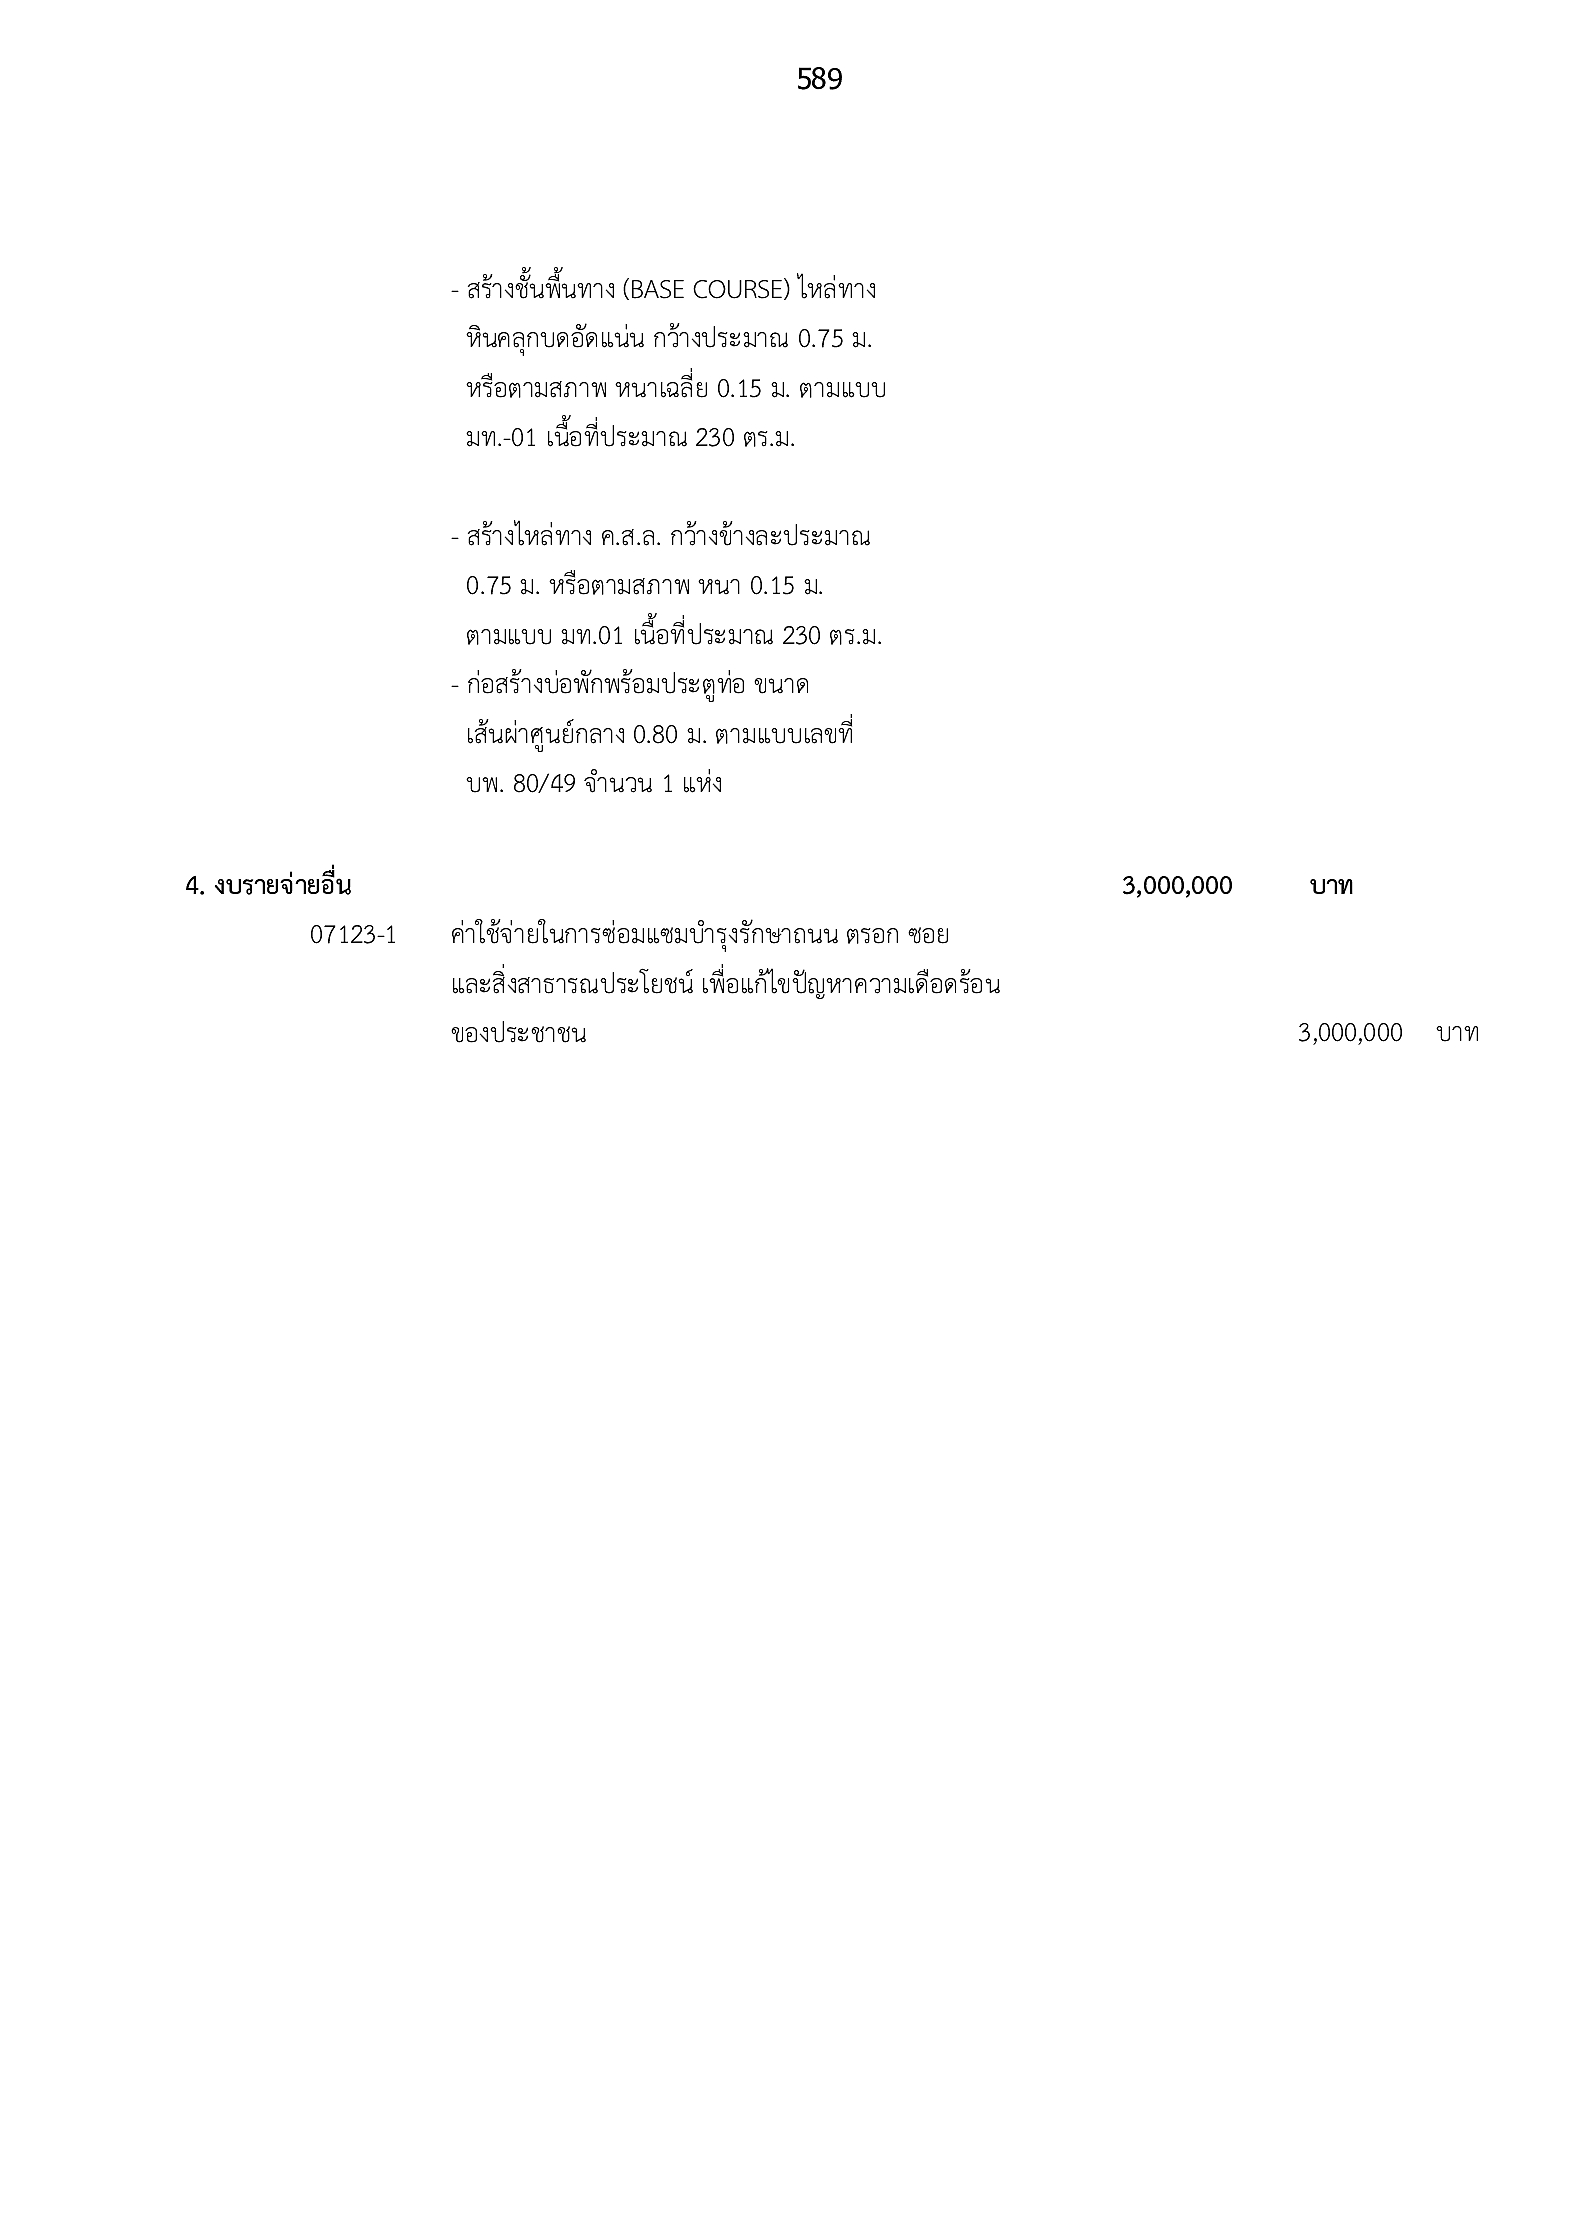 589
- สร้างชั้นพื้นทาง (BASE COURSE) ไหล่ทาง
หินคลุกบดอัดแน่น กว้างประมาณ 0.75 ม.
หรือตามสภาพ หนาเฉลี่ย 0.15 ม. ตามแบบ
มท.-01 เนื้อที่ประมาณ 230 ตร.ม.
- สร้างไหล่ทาง ค.ส.ล. กว้างข้างละประมาณ
0.75 ม. หรือตามสภาพ หนา 0.15 ม.
ตามแบบ มท.01 เนื้อที่ประมาณ 230 ตร.ม.
- ก่อสร้างบ่อพักพร้อมประตูท่อ ขนาด
เส้นผ่าศูนย์กลาง 0.80 ม. ตามแบบเลขที่
บพ. 80/49 จำนวน 1 แห่ง
4. งบรายจ่ายอื่น 3,000,000 บาท
07123-1 ค่าใช้จ่ายในการซ่อมแซมบำรุงรักษาถนน ตรอก ซอย
และสิ่งสาธารณประโยชน์ เพื่อแก้ไขปัญหาความเดือดร้อน
ของประชาชน 3,000,000 บาท